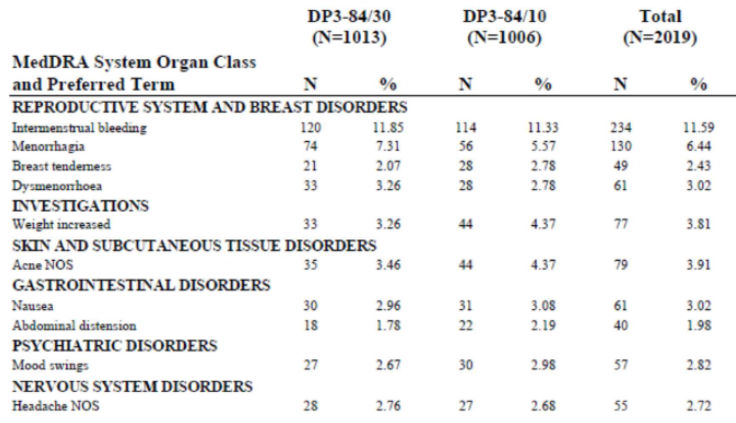 DP3-84/30 DP3-84/10 Total
(N=1013) (N=1006) (N=2019)
MedDRA System Organ Class
and Preferred Term N % N % N %
REPRODUCTIVE SYSTEM AND BREAST DISORDERS
Intermenstrual bleeding 120 11.85 114 11.33 234 11.59
Menorrhagia 74 7.31 56 5.57 130 6.44
Breast tenderness 21 2.07 28 2.78 49 2.43
Dysmenorrhoea 33 3.26 28 2.78 61 3.02
INVESTIGATIONS
Weight increased 33 3.26 44 4.37 77 3.81
SKIN AND SUBCUTANEOUS TISSUE DISORDERS
Acne NOS 35 3.46 44 4.37 79 3.91
GASTROINTESTINAL DISORDERS
Nausea 30 2.96 31 3.08 61 3.02
Abdominal distension 18 1.78 22 2.19 40 1.98
PSYCHIATRIC DISORDERS
Mood swings 27 2.67 30 2.98 57 2.82
NERVOUS SYSTEM DISORDERS
Headache NOS 28 2.76 27 2.68 55 2.72